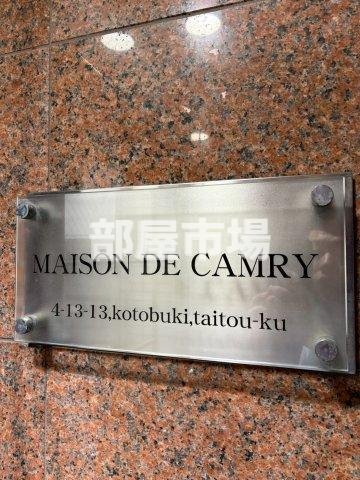 部屋市場
MAISON DE CAMRY
4-13-13,kotobuki,taitou-ku